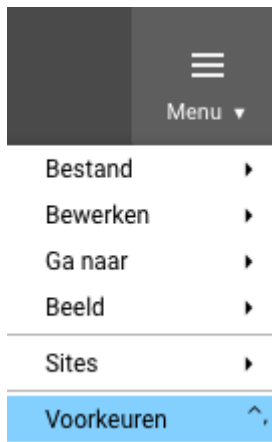 Menu ▾
Bestand
Bewerken
Ga naar
Beeld
Sites
Voorkeuren ^,